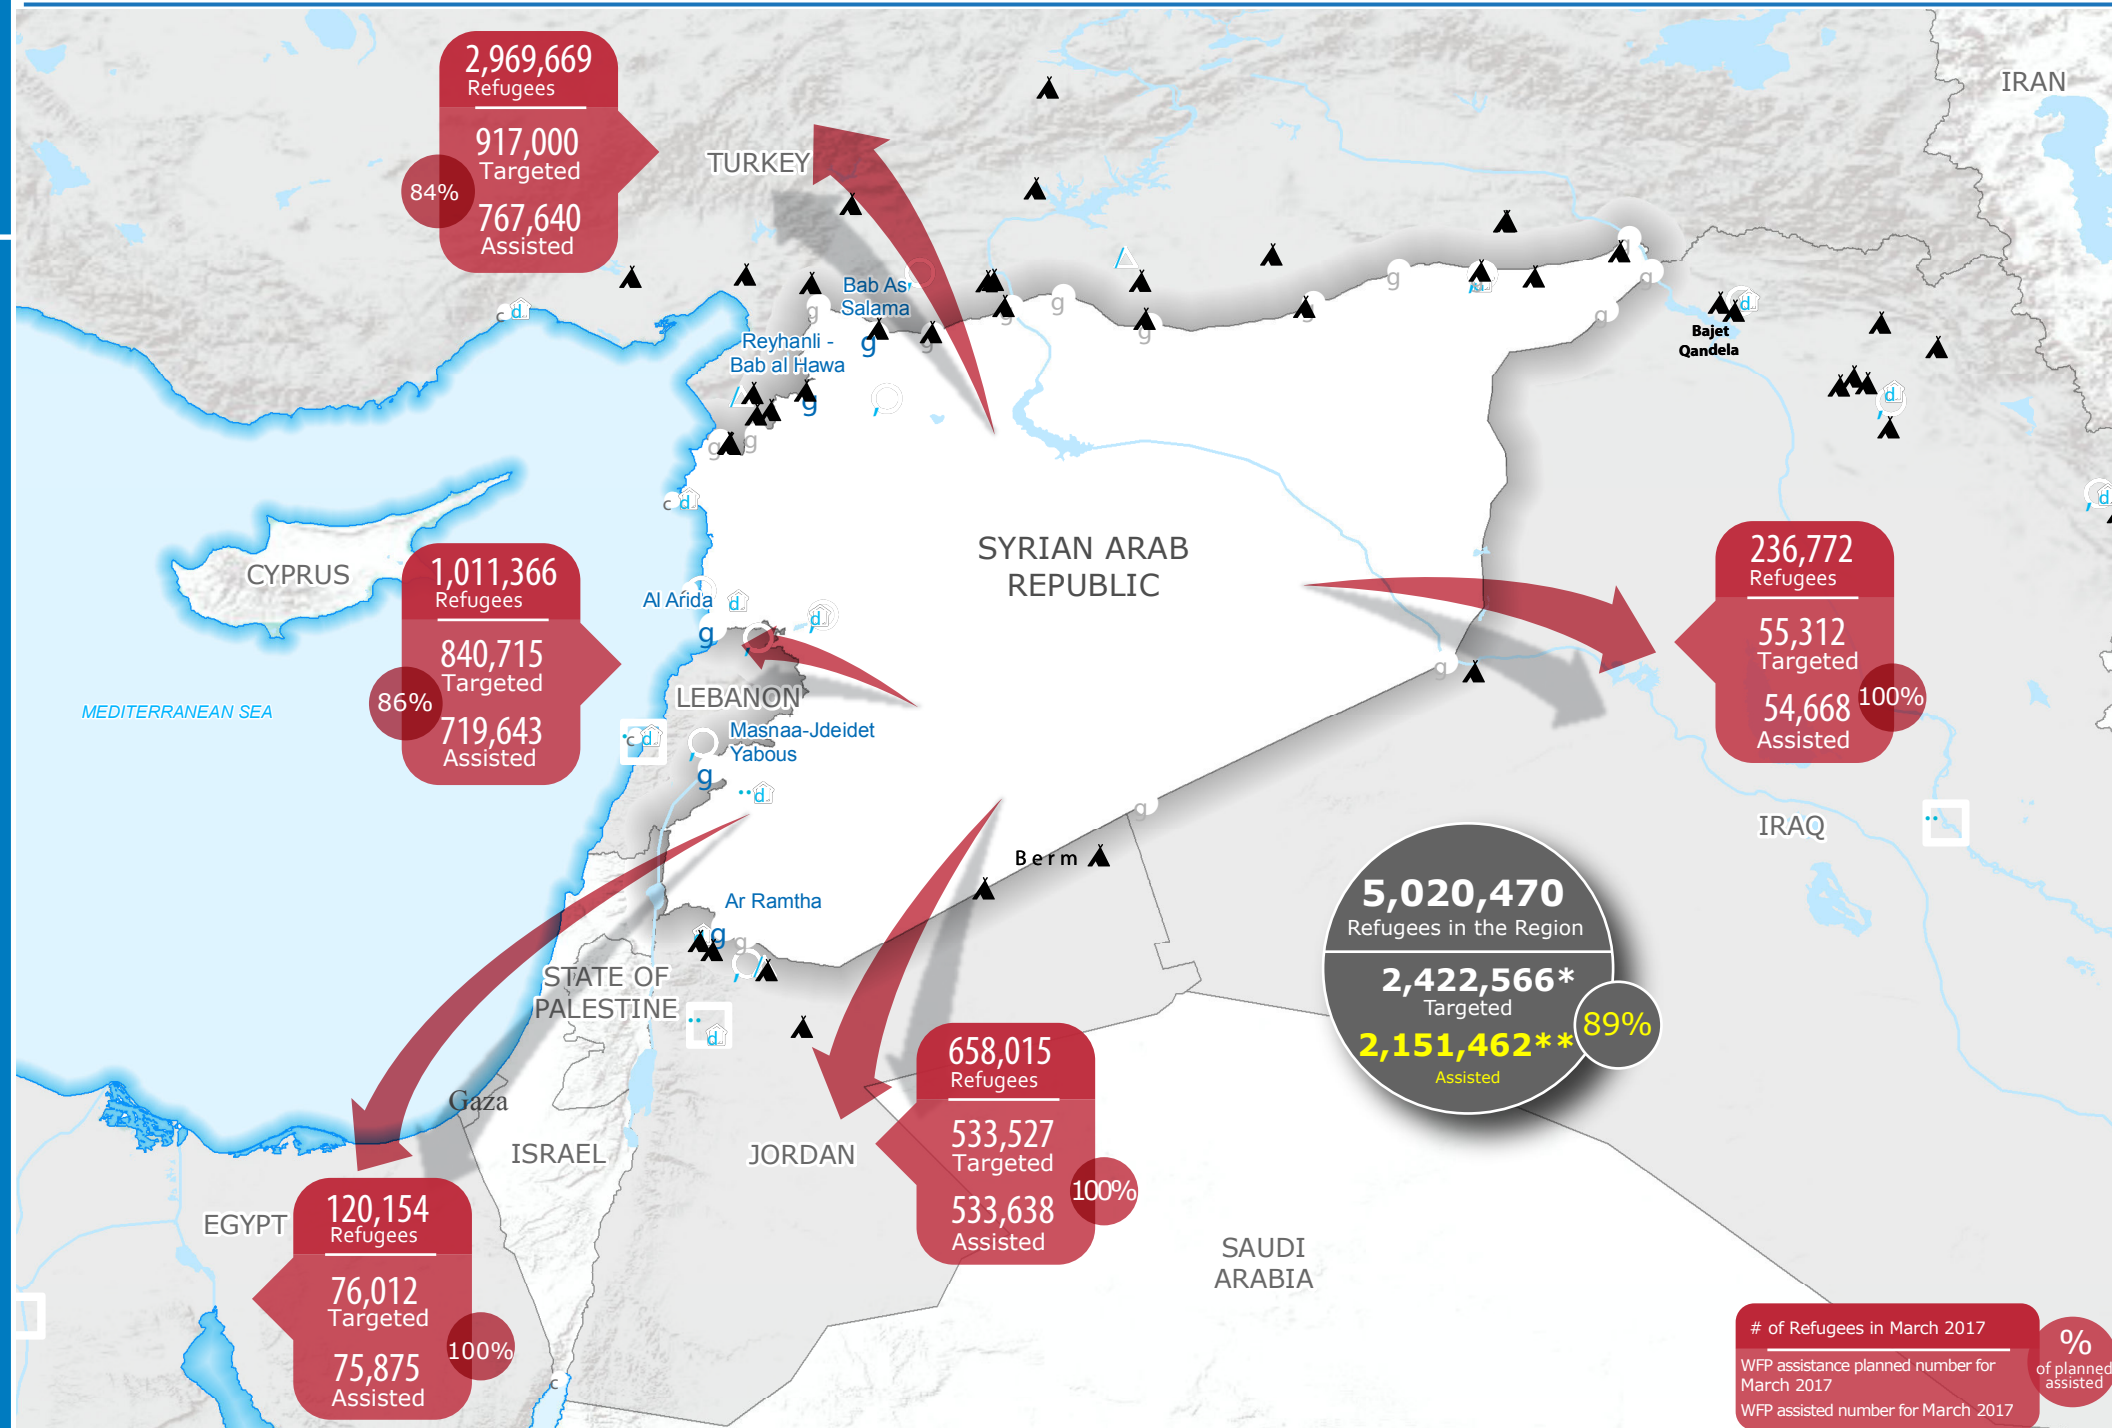 2,969,669
Refugees
917,000
Targeted
84%
767,640
Assisted
TURKEY
IRAN
Bab As
Salama
g
Reyhanli -
Bab al Hawa
g
Bajet
Qandela
CYPRUS
SYRIAN ARAB
REPUBLIC
1,011,366
Refugees
840,715
Targeted
86%
719,643
Assisted
236,772
Refugees
55,312
Targeted
54,668
100%
Assisted
Al Arida
g
LEBANON
MEDITERRANEAN SEA
Masnaa-Jdeidet
Yabous
g
IRAQ
Berm
Ar Ramtha
g
5,020,470
Refugees in the Region
2,422,566*
Targeted
2,151,462**
89%
Assisted
STATE OF
PALESTINE
Gaza
ISRAEL
JORDAN
658,015
Refugees
533,527
Targeted
100%
533,638
Assisted
EGYPT
120,154
Refugees
76,012
Targeted
100%
75,875
Assisted
SAUDI
ARABIA
# of Refugees in March 2017
WFP assistance planned number for
March 2017
WFP assisted number for March 2017
%
of planned
assisted